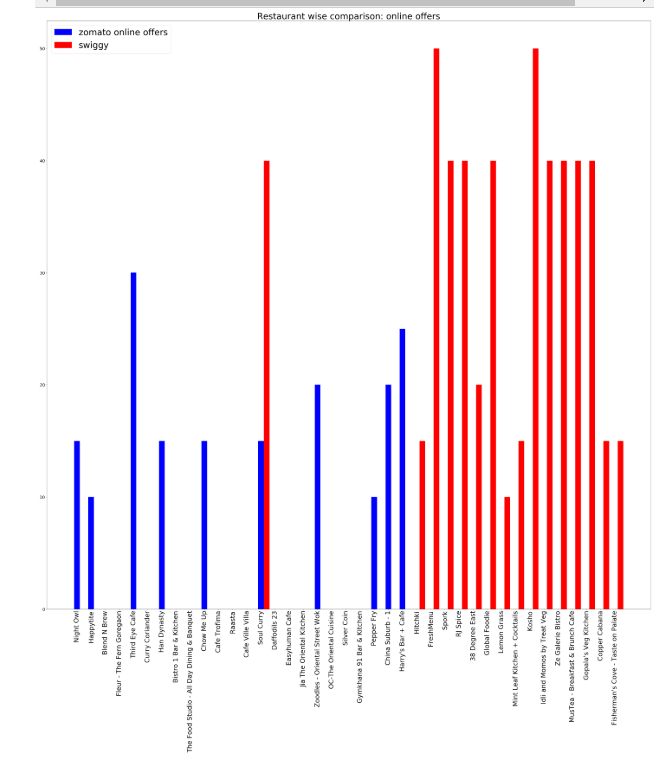 Restaurant wise comparison: online offers
zomato online offers
swiggy
50
40
30
20
10
0
Night Owl
Happylite
Blend N Brew
Fleur - The Fern Goregaon
Third Eye Cafe
Curry Coriander
Han Dynasty
Bistro 1 Bar & Kitchen
The Food Studio - All Day Dining & Banquet
Chow Me Up
Cafe Trofima
Raasta
Cafe Ville Villa
Soul Curry
Daffodils 23
Easyhuman Cafe
Jia The Oriental Kitchen
Zoodles - Oriental Street Wok
OC-The Oriental Cuisine
Silver Coin
Gymkhana 91 Bar & Kitchen
Pepper Fry
China Suburb - 1
Harry's Bar + Cafe
Hitchki
FreshMenu
Spork
RJ Spice
38 Degree East
Global Foodie
Lemon Grass
Mint Leaf Kitchen + Cocktails
Kosho
Idli and Momos by Treat Veg
Ze Galerie Bistro
MusTea - Breakfast & Brunch Cafe
Gopala's Veg Kitchen
Copper Cabana
Fisherman's Cove - Taste on Palate